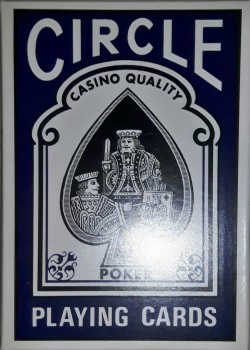 CIRCLE
CASINO QUALITY
POKER
PLAYING CARDS